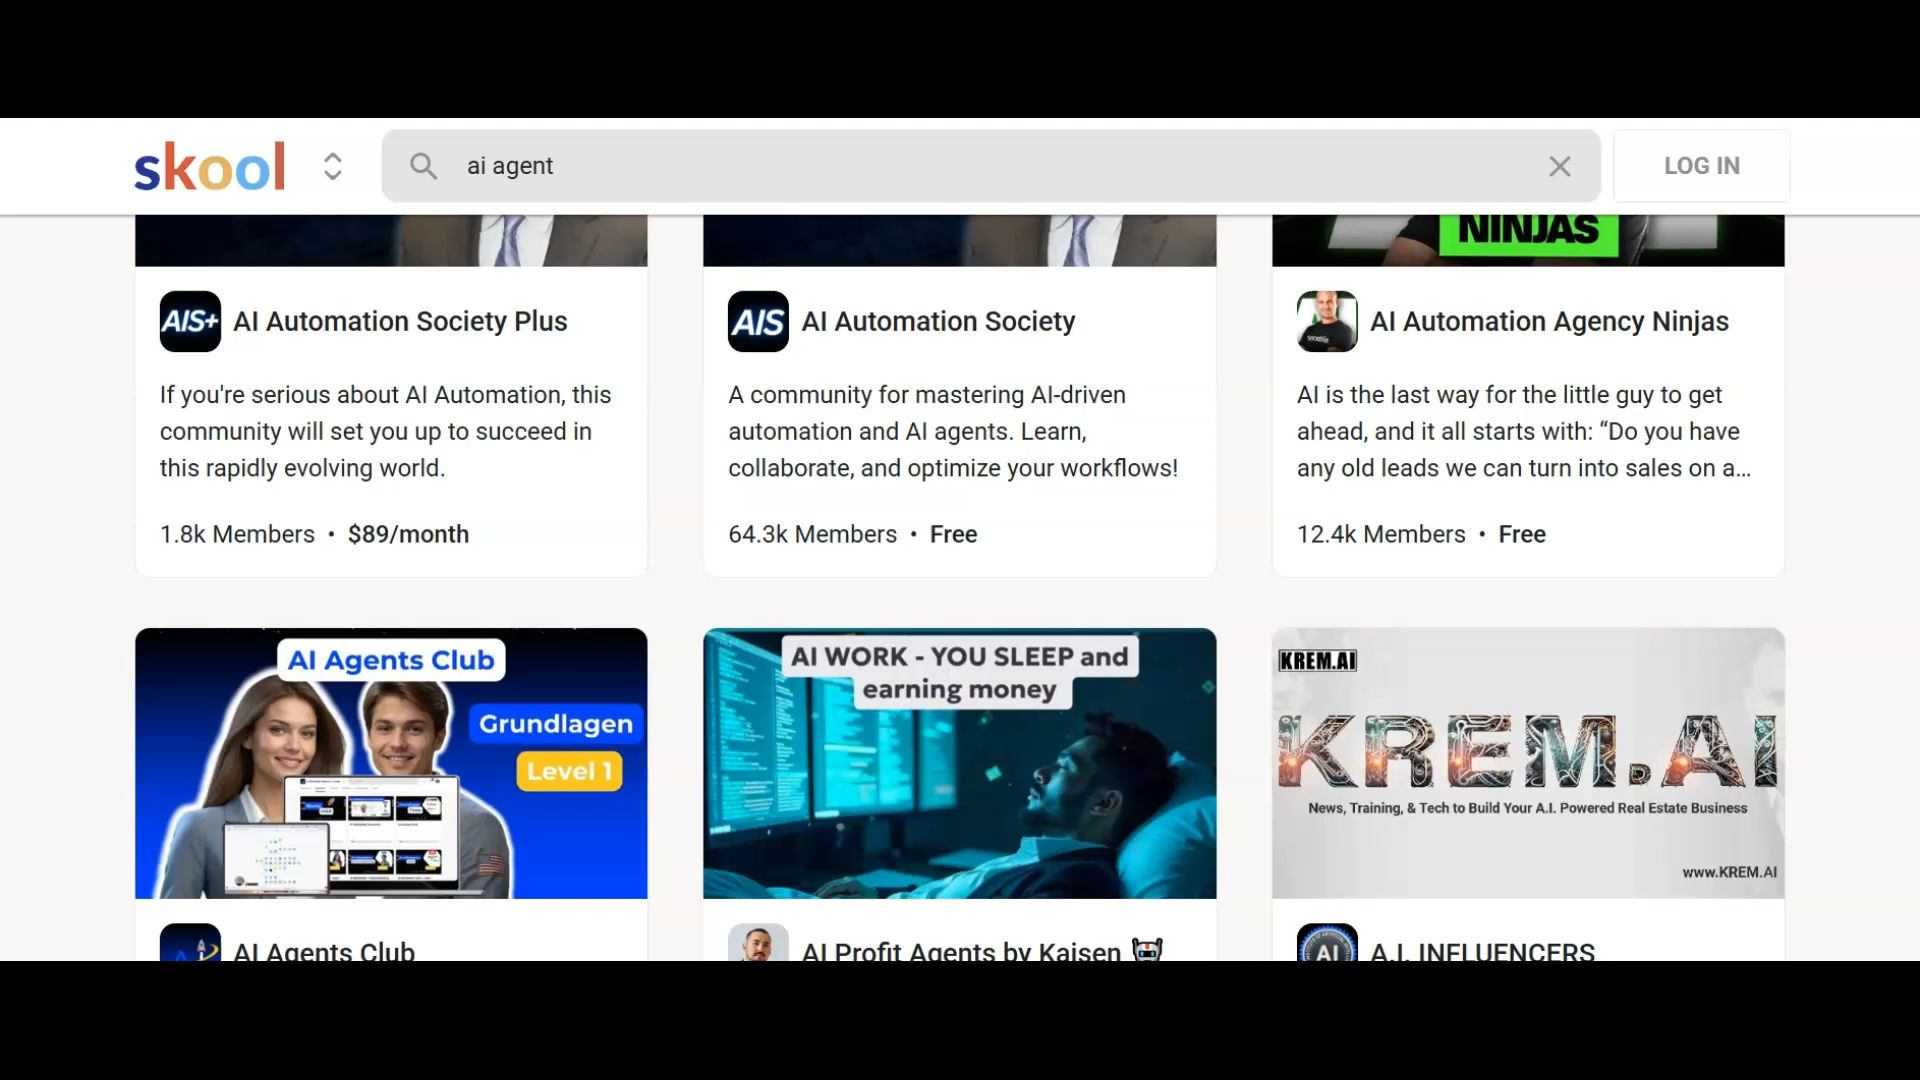 skool
ai agent
LOG IN
NINJAS
AIS+
AI Automation Society Plus
If you're serious about AI Automation, this
community will set you up to succeed in
this rapidly evolving world.
1.8k Members • $89/month
AIS
AI Automation Society
A community for mastering AI-driven
automation and AI agents. Learn,
collaborate, and optimize your workflows!
64.3k Members • Free
AI Automation Agency Ninjas
AI is the last way for the little guy to get
ahead, and it all starts with: “Do you have
any old leads we can turn into sales on a...
12.4k Members • Free
AI Agents Club
Grundlagen
Level 1
AI Agents Club
AI WORK - YOU SLEEP and
earning money
AI Profit Agents by Kaisen
KREM.AI
KREM.AI
News, Training, & Tech to Build Your A.I. Powered Real Estate Business
www.KREM.AI
AI
A.I. INFLUENCERS